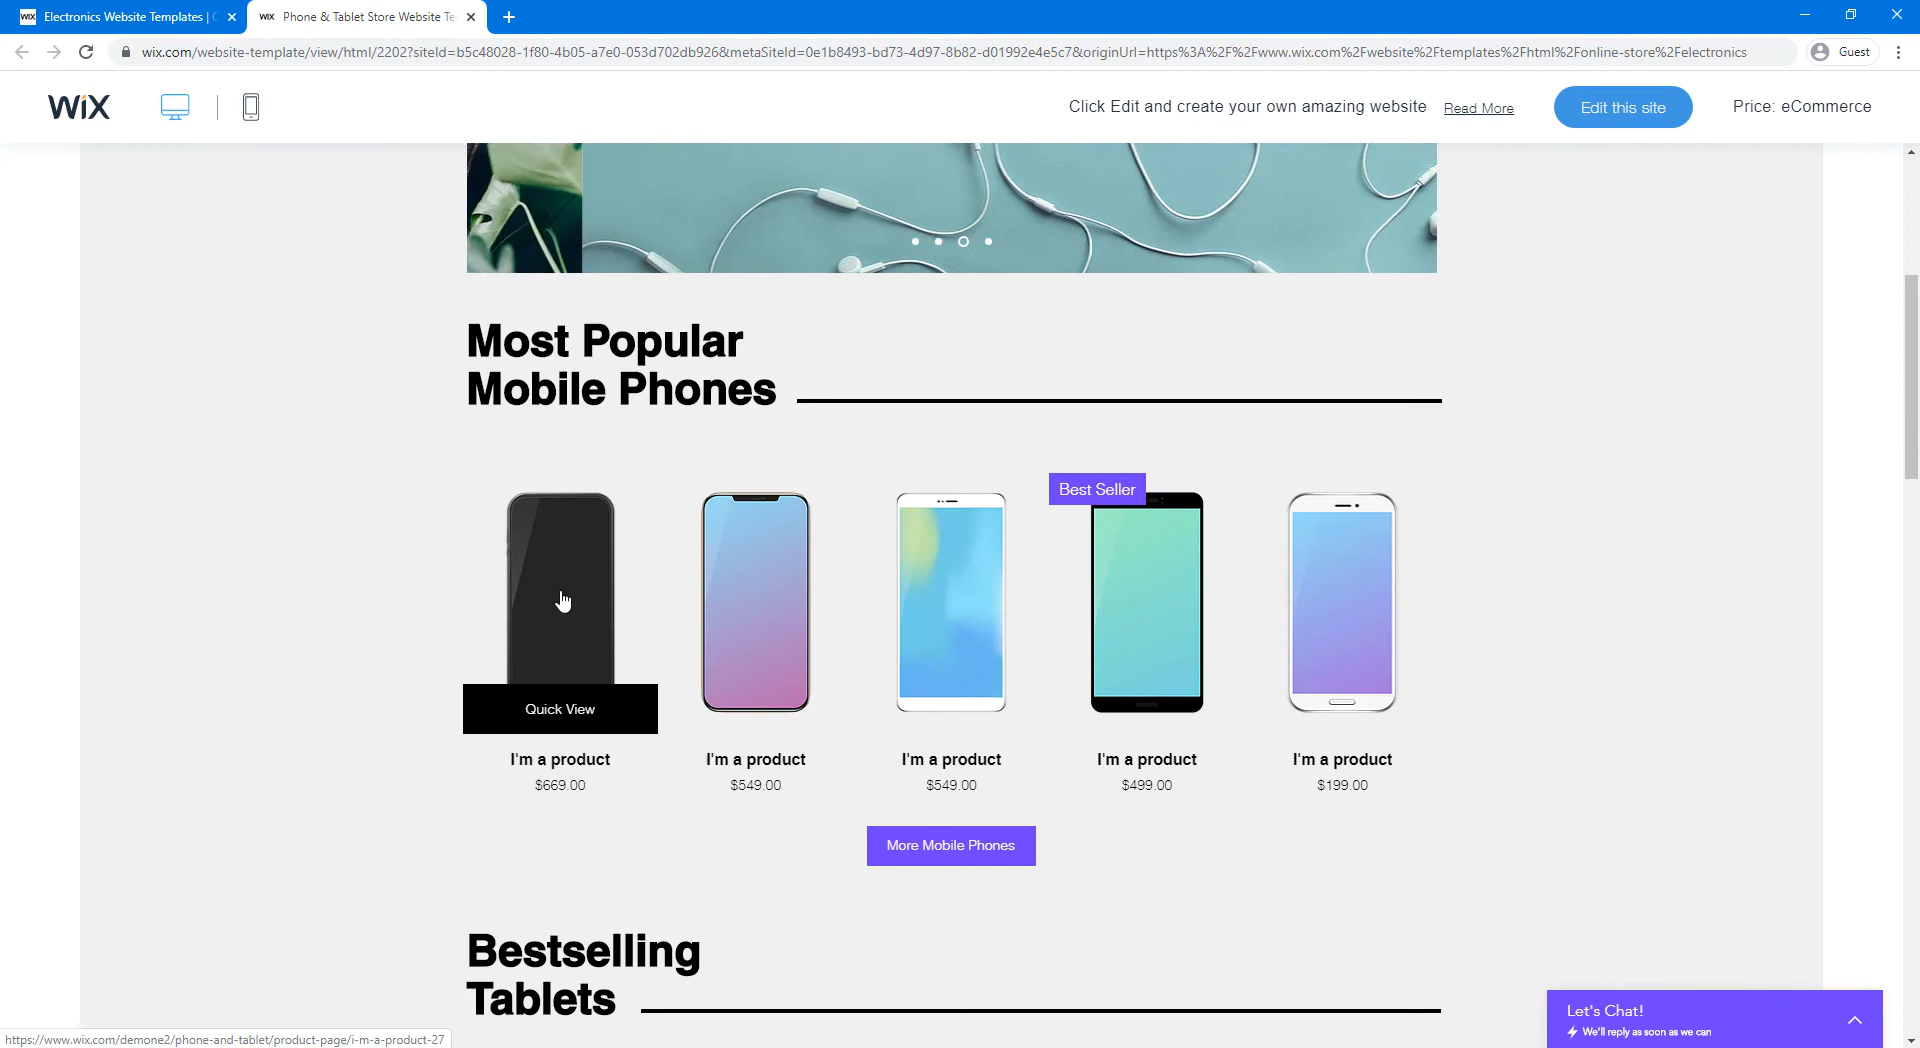 Electronics Website Templates |
Phone & Tablet Store Website Te
wix.com/website-template/view/html/2202?siteId=b5c48028-1f80-4b05-a7e0-053d702db926&metaSiteId=0e1b8493-bd73-4d97-8b82-d01992e4e5c7&originUrl=https%3A%2F%2Fwww.wix.com%2Fwebsite%2Ftemplates%2Fhtml%2Fonline-store%2Felectronics
Guest
WiX
Click Edit and create your own amazing website
Read More
Edit this site
Price: eCommerce
Most Popular
Mobile Phones
Best Seller
Quick View
I'm a product I'm a product I'm a product I'm a product I'm a product
$669.00 $549.00 $549.00 $499.00 $199.00
More Mobile Phones
Bestselling
Tablets
Let's Chat!
We'll reply as soon as we can
https://www.wix.com/demone2/phone-and-tablet/product-page/i-m-a-product-27